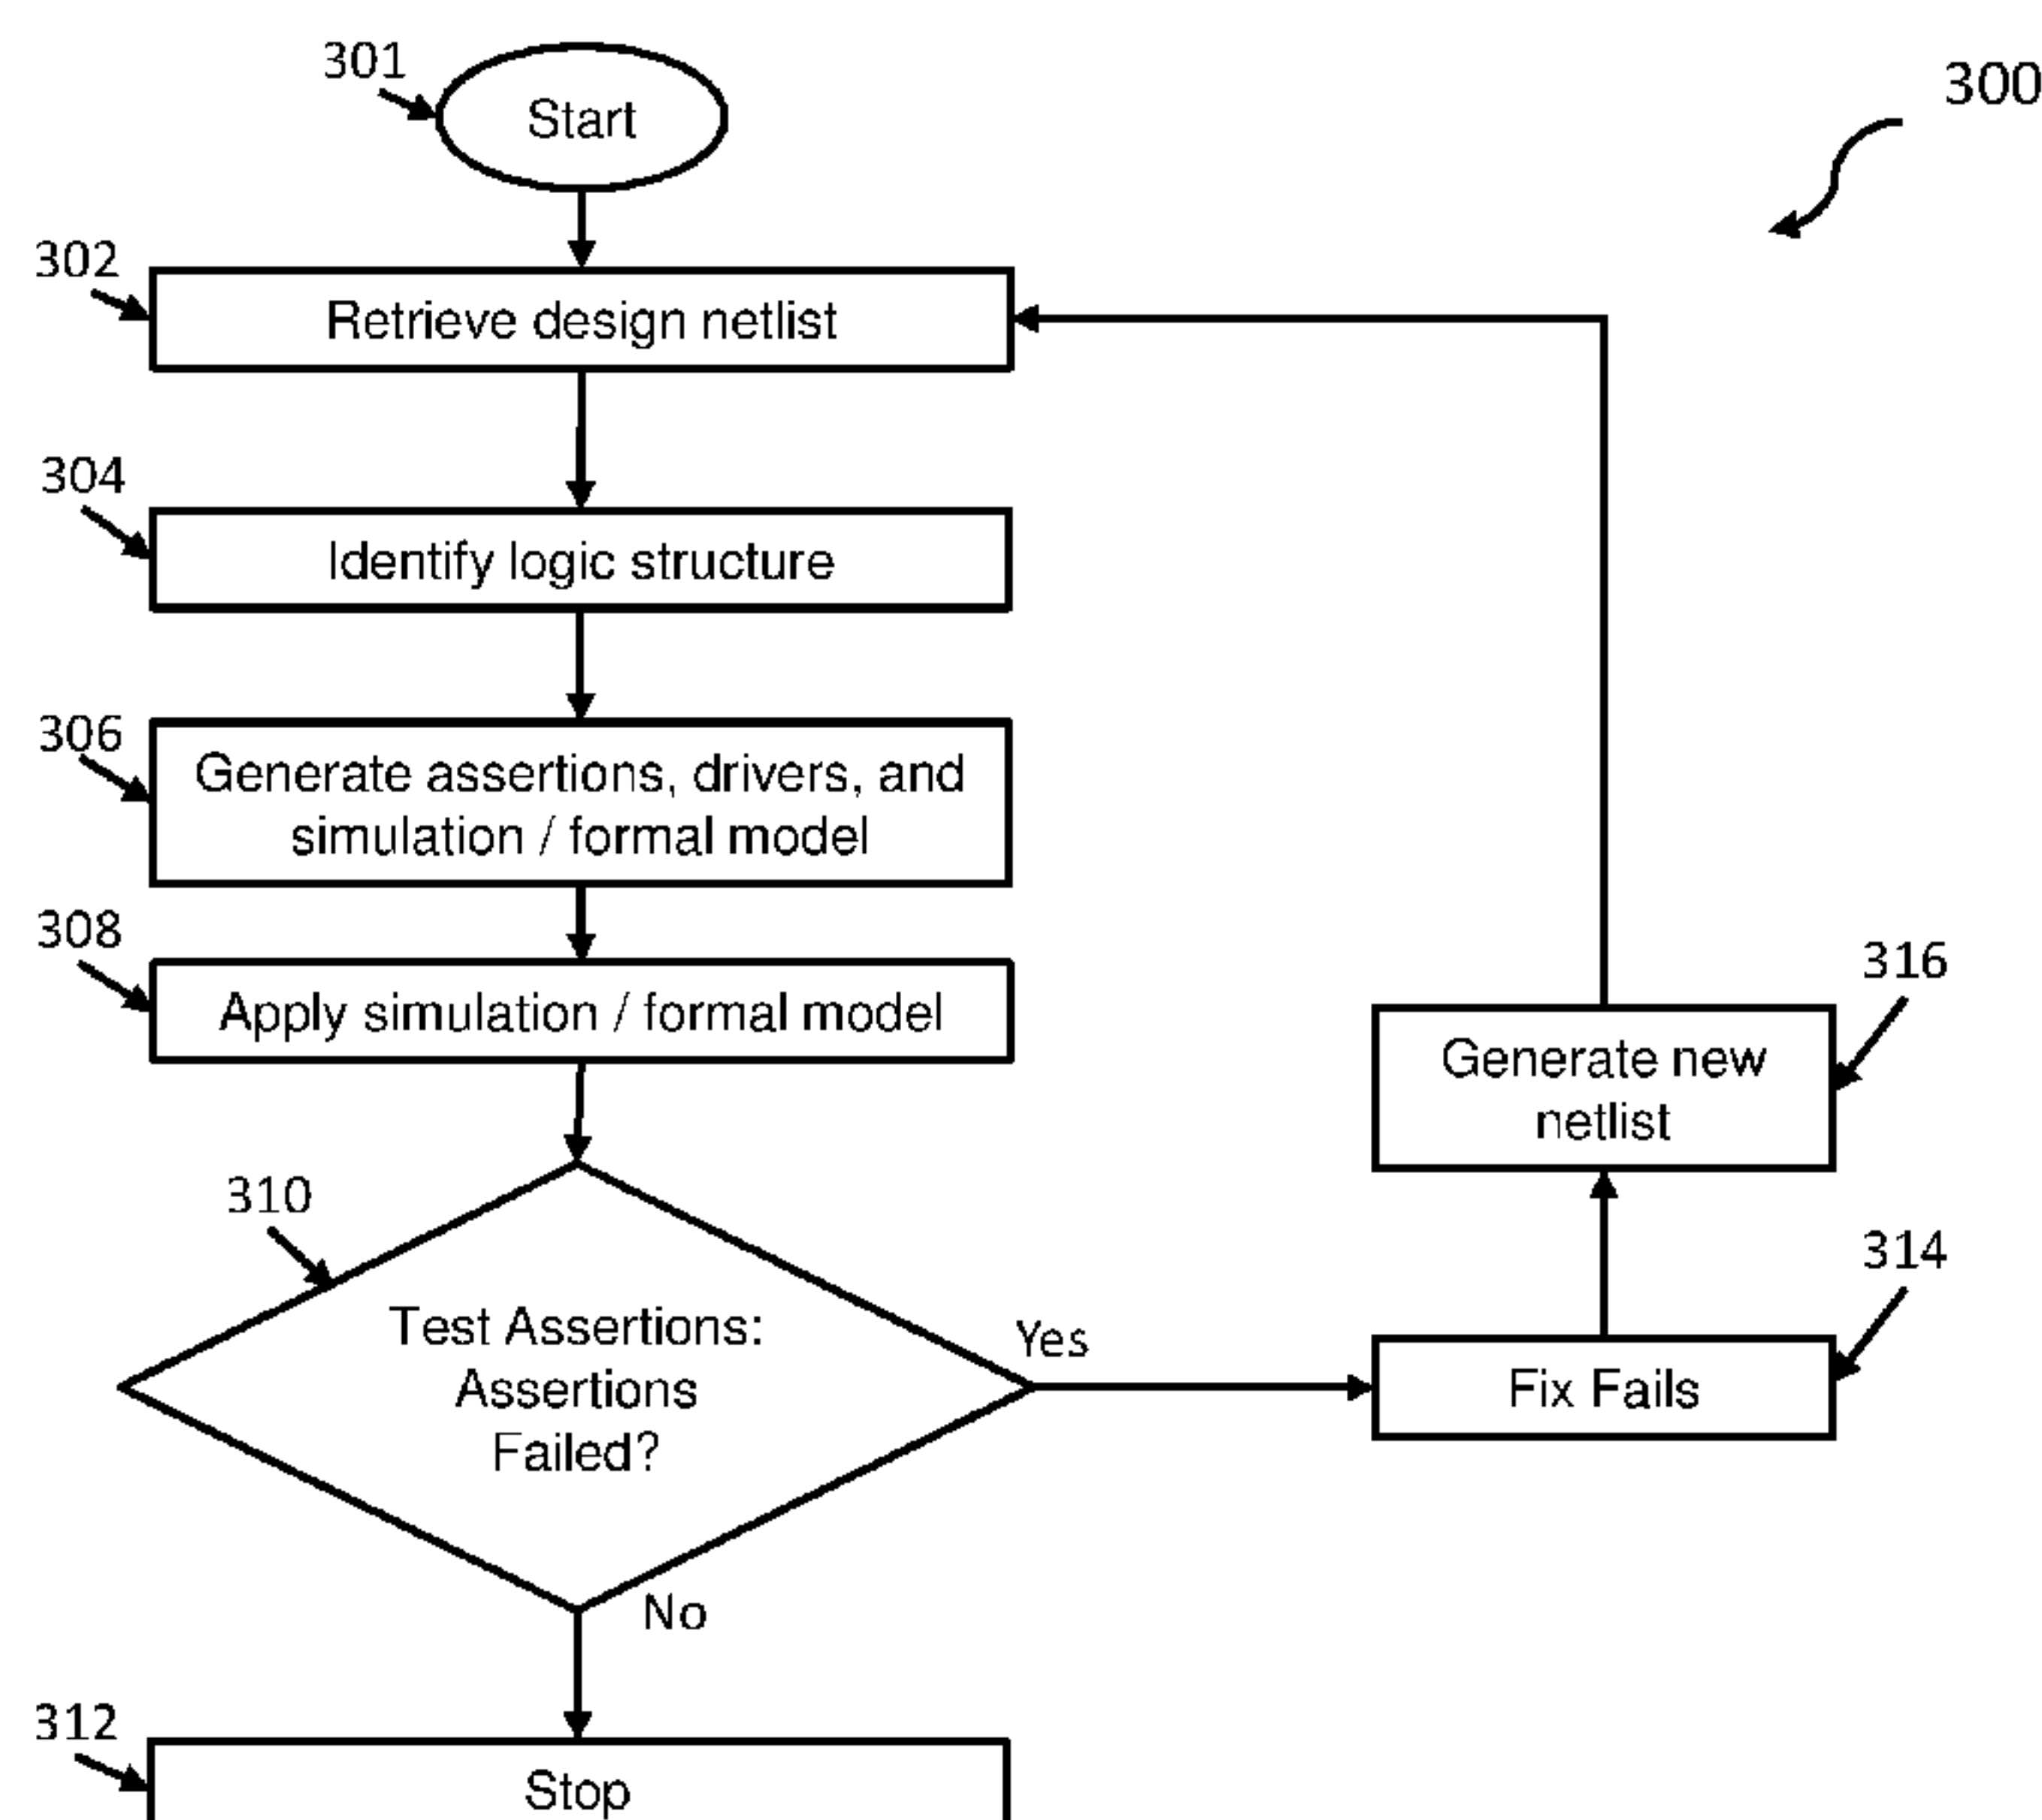 301
Start
300
302
Retrieve design netlist
304
Identify logic structure
306
Generate assertions, drivers, and
simulation / formal model
308
Apply simulation / formal model
316
Generate new
netlist
310
314
Test Assertions:
Assertions
Failed?
Yes
Fix Fails
No
312
Stop